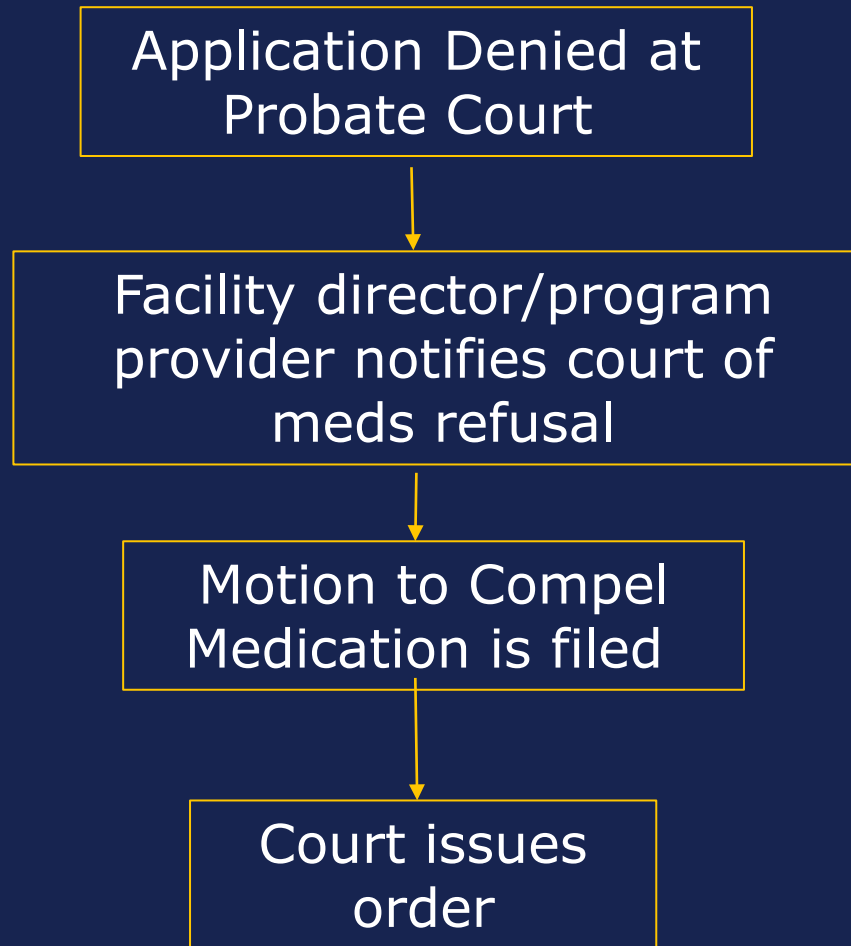 Application Denied at
Probate Court
Facility director/program
provider notifies court of
meds refusal
Motion to Compel
Medication is filed
Court issues
order